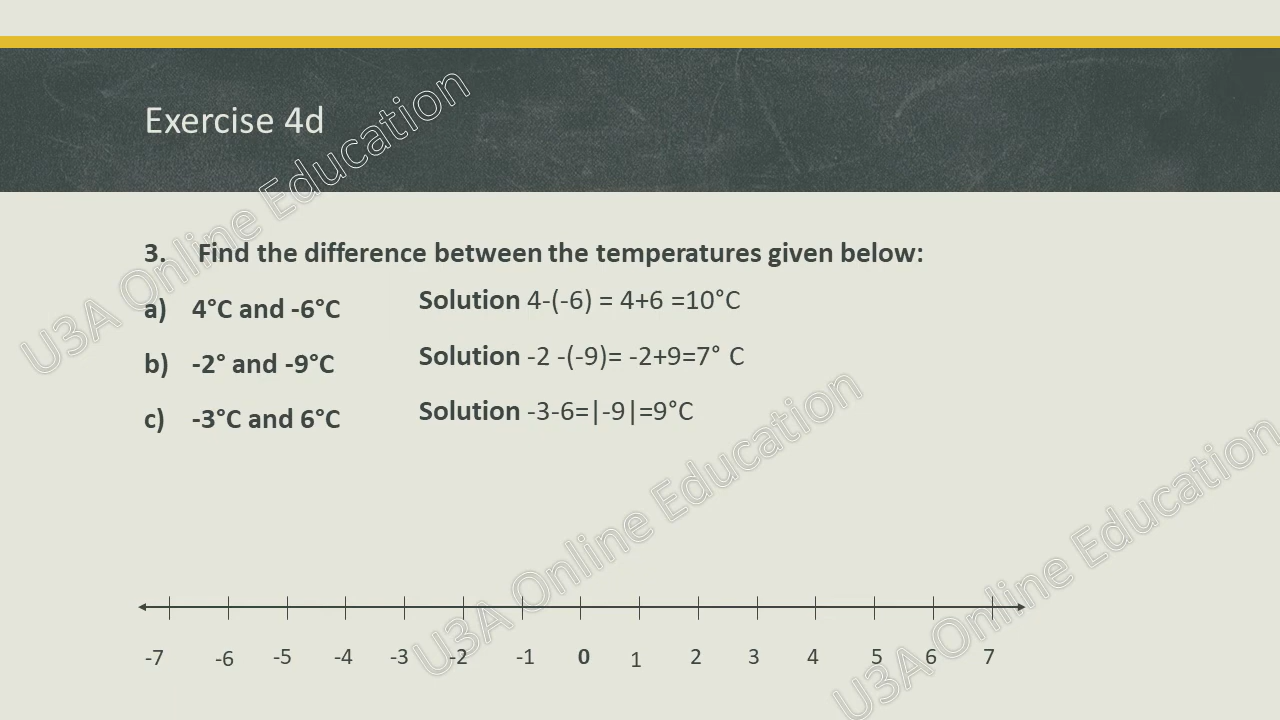 Exercise 4d
3. Find the difference between the temperatures given below:
a) 4°C and -6°C Solution 4-(-6) = 4+6 =10°C
b) -2° and -9°C Solution -2 -(-9)= -2+9=7° C
c) -3°C and 6°C Solution -3-6=|-9|=9°C
-7 -6 -5 -4 -3 -2 -1 0 1 2 3 4 5 6 7
U3A Online Education
U3A Online Education
U3A Online Education